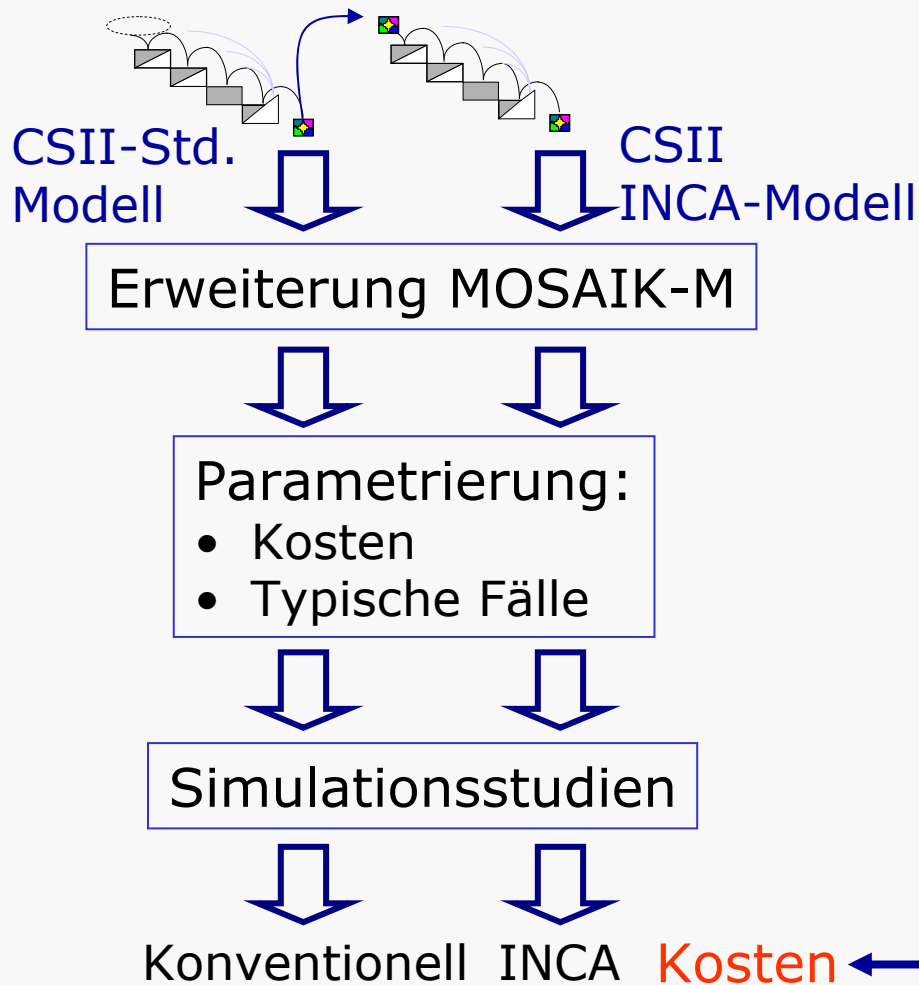 CSII-Std.
Modell
CSII
INCA-Modell
Erweiterung MOSAIK-M
Parametrierung:
• Kosten
• Typische Fälle
Simulationsstudien
Konventionell INCA Kosten